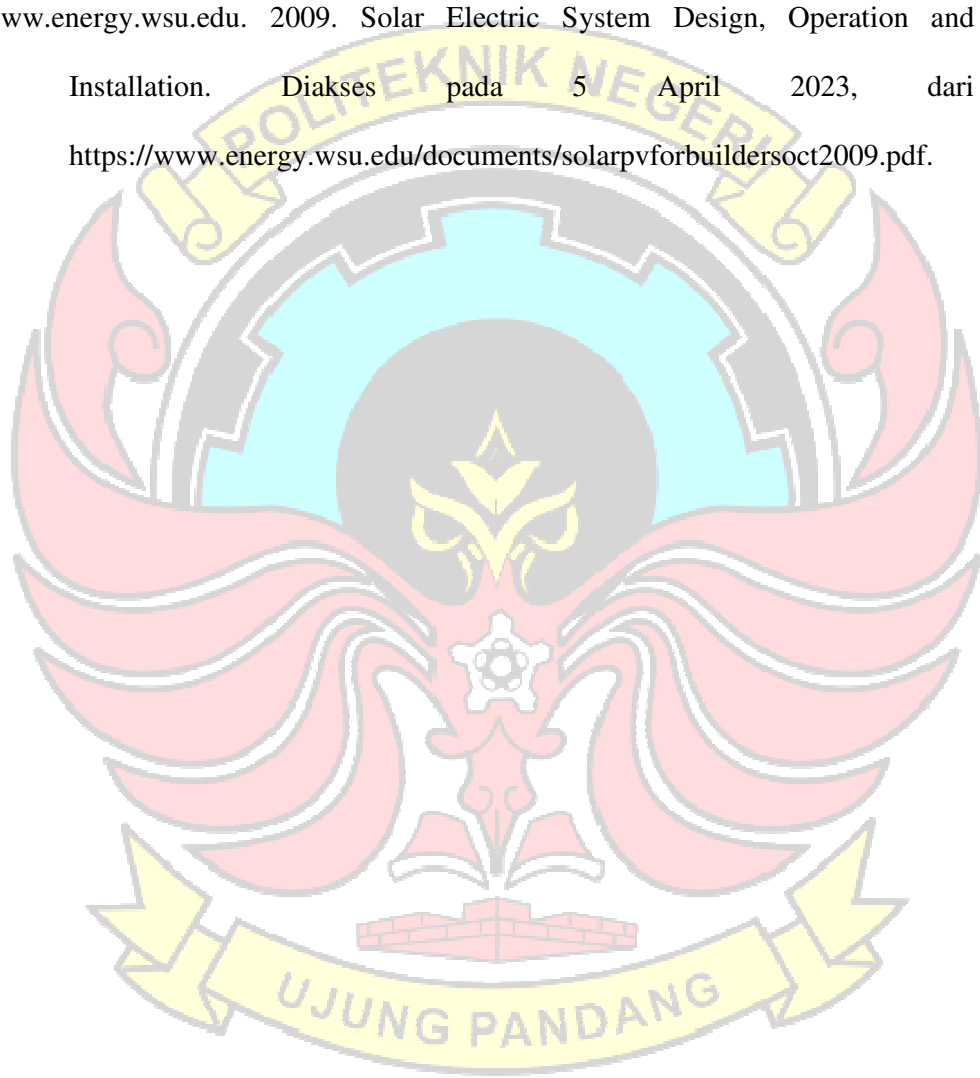 ww.energy.wsu.edu. 2009. Solar Electric System Design, Operation and
Installation. Diakses pada 5 April 2023, dari
https://www.energy.wsu.edu/documents/solarpvforbuildersoct2009.pdf.
POLITEKNIK NEGERI
UJUNG PANDANG